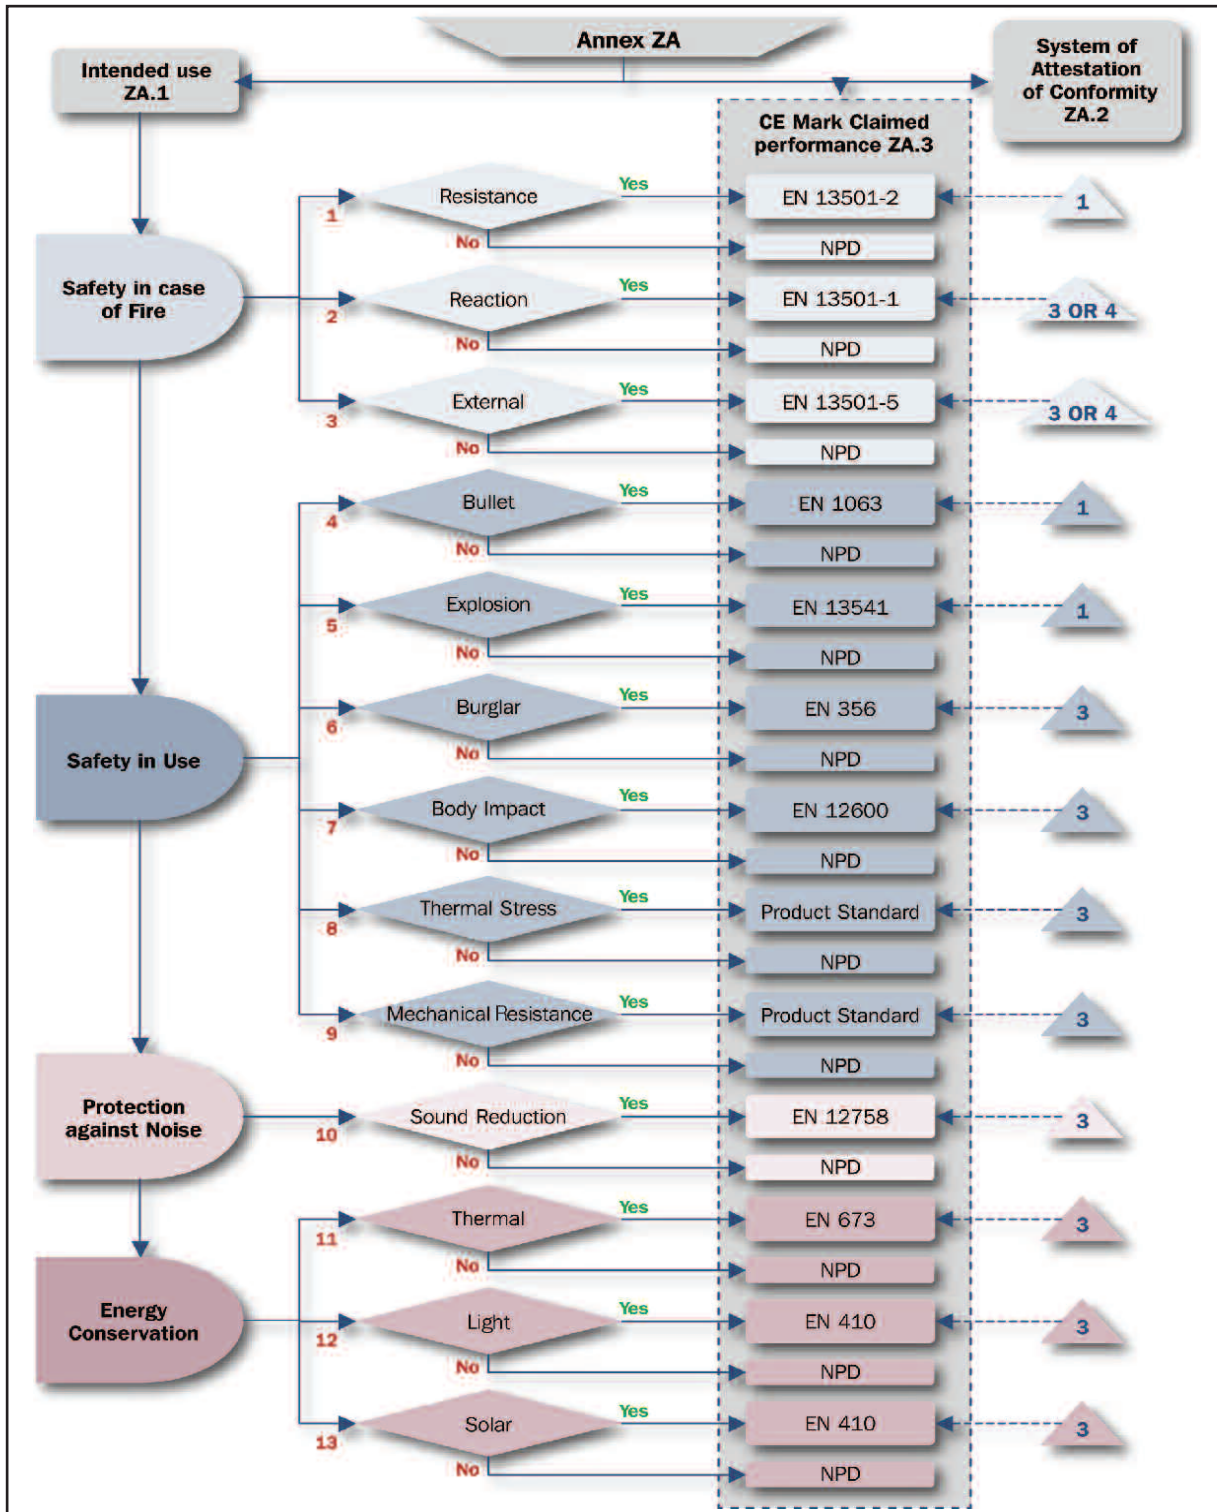 Annex ZA
Intended use
ZA.1
System of
Attestation
of Conformity
ZA.2
CE Mark Claimed
performance ZA.3
Safety in case
of Fire
1
Resistance
Yes
EN 13501-2
1
No
NPD
2
Reaction
Yes
EN 13501-1
3 OR 4
No
NPD
3
External
Yes
EN 13501-5
3 OR 4
No
NPD
Safety in Use
4
Bullet
Yes
EN 1063
1
No
NPD
5
Explosion
Yes
EN 13541
1
No
NPD
6
Burglar
Yes
EN 356
3
No
NPD
7
Body Impact
Yes
EN 12600
3
No
NPD
8
Thermal Stress
Yes
Product Standard
3
No
NPD
9
Mechanical Resistance
Yes
Product Standard
3
No
NPD
Protection
against Noise
10
Sound Reduction
Yes
EN 12758
3
No
NPD
Energy
Conservation
11
Thermal
Yes
EN 673
3
No
NPD
12
Light
Yes
EN 410
3
No
NPD
13
Solar
Yes
EN 410
3
No
NPD